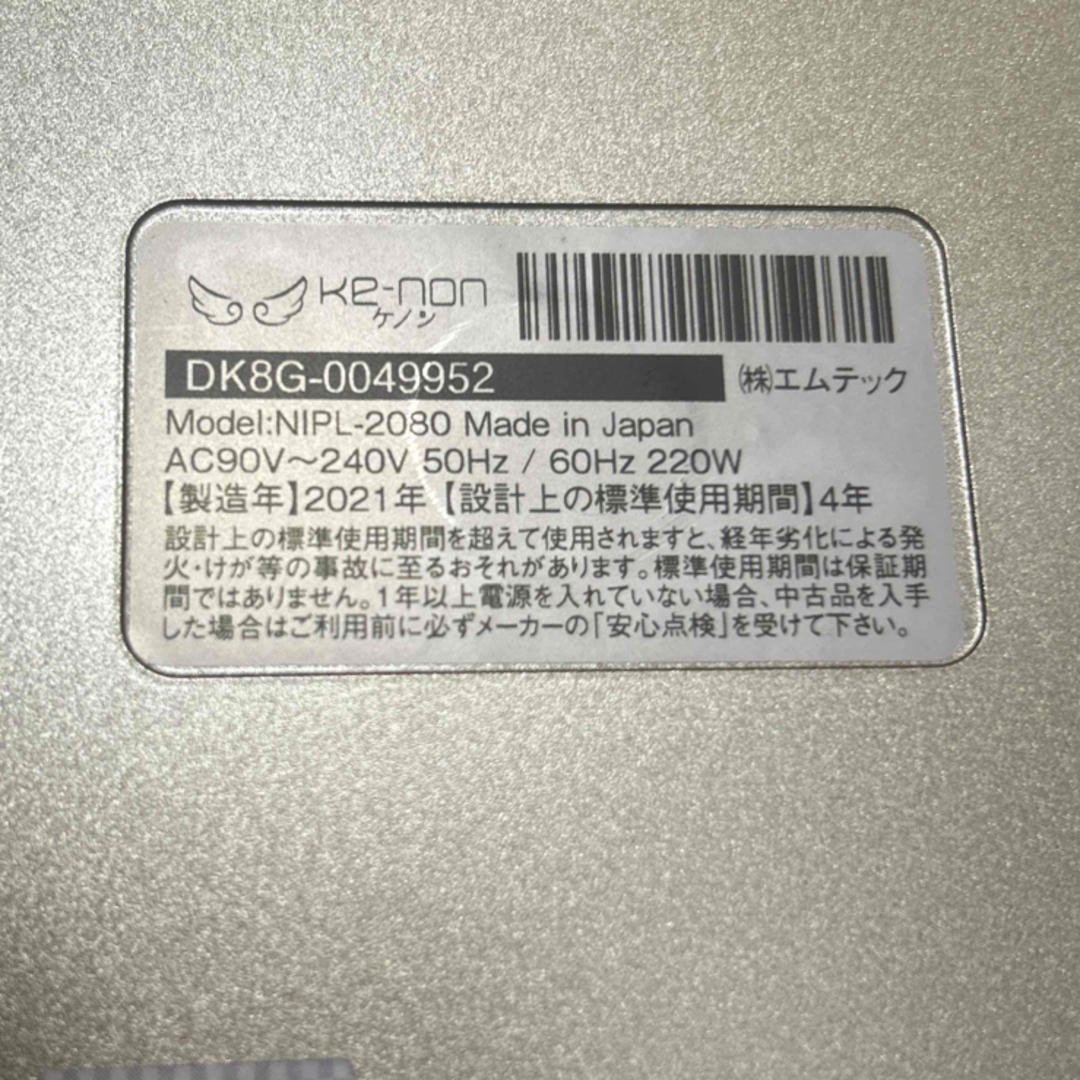 ke-non
ケノン
DK8G-0049952
㈱エムテック
Model:NIPL-2080 Made in Japan
AC90V～240V 50Hz / 60Hz 220W
【製造年】2021年【設計上の標準使用期間】4年
設計上の標準使用期間を超えて使用されますと、経年劣化による発
火・けが等の事故に至るおそれがあります。標準使用期間は保証期
間ではありません。1年以上電源を入れていない場合、中古品を入手
した場合はご利用前に必ずメーカーの「安心点検」を受けて下さい。